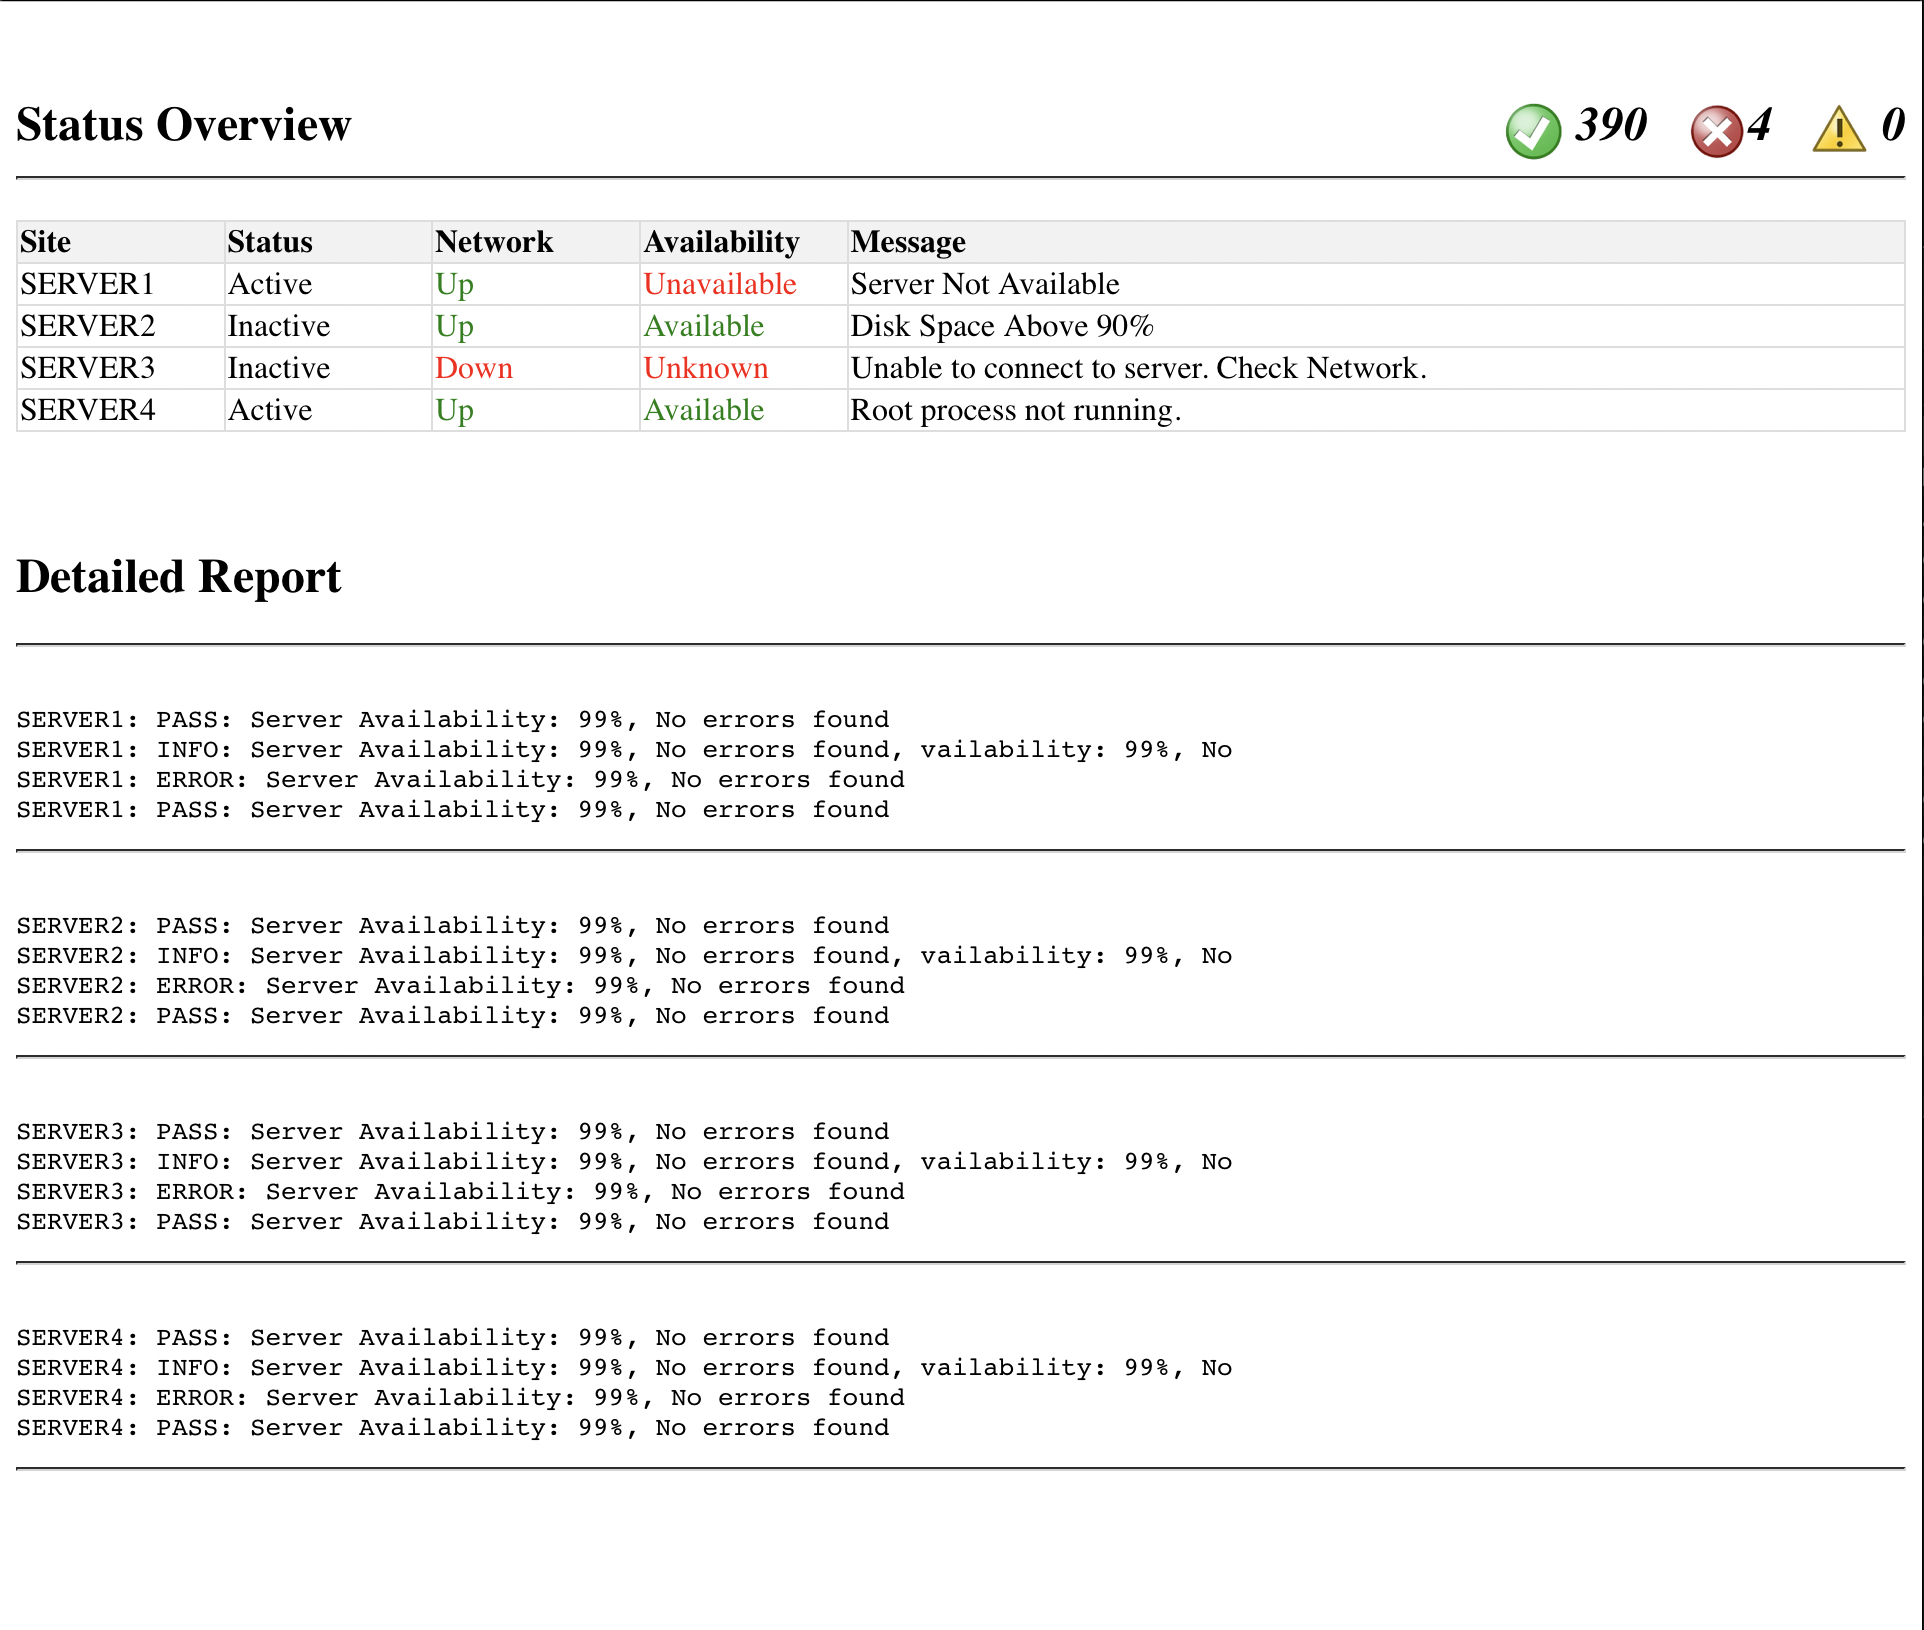 Status Overview 390 4 0
Site Status Network Availability Message
SERVER1 Active Up Unavailable Server Not Available
SERVER2 Inactive Up Available Disk Space Above 90%
SERVER3 Inactive Down Unknown Unable to connect to server. Check Network.
SERVER4 Active Up Available Root process not running.
Detailed Report
SERVER1: PASS: Server Availability: 99%, No errors found
SERVER1: INFO: Server Availability: 99%, No errors found, vailability: 99%, No
SERVER1: ERROR: Server Availability: 99%, No errors found
SERVER1: PASS: Server Availability: 99%, No errors found
SERVER2: PASS: Server Availability: 99%, No errors found
SERVER2: INFO: Server Availability: 99%, No errors found, vailability: 99%, No
SERVER2: ERROR: Server Availability: 99%, No errors found
SERVER2: PASS: Server Availability: 99%, No errors found
SERVER3: PASS: Server Availability: 99%, No errors found
SERVER3: INFO: Server Availability: 99%, No errors found, vailability: 99%, No
SERVER3: ERROR: Server Availability: 99%, No errors found
SERVER3: PASS: Server Availability: 99%, No errors found
SERVER4: PASS: Server Availability: 99%, No errors found
SERVER4: INFO: Server Availability: 99%, No errors found, vailability: 99%, No
SERVER4: ERROR: Server Availability: 99%, No errors found
SERVER4: PASS: Server Availability: 99%, No errors found